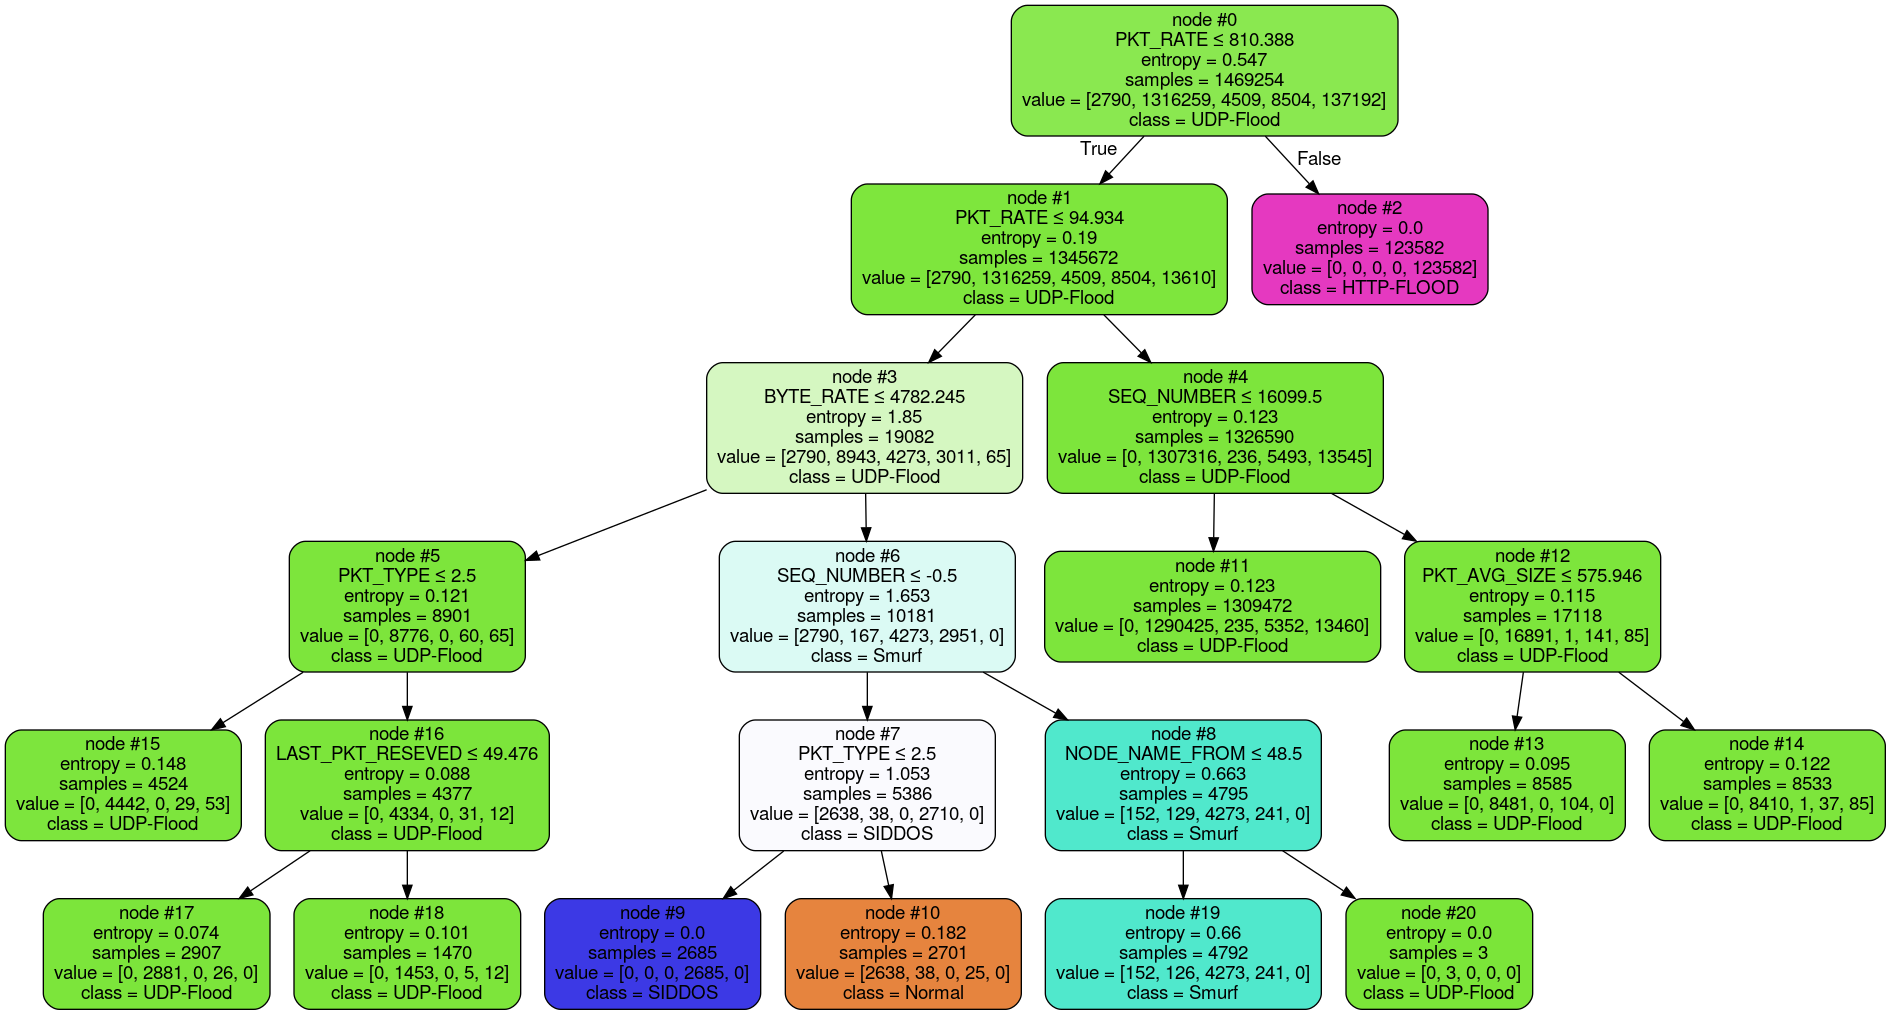 node #0
PKT_RATE ≤ 810.388
entropy = 0.547
samples = 1469254
value = [2790, 1316259, 4509, 8504, 137192]
class = UDP-Flood
True
False
node #1
PKT_RATE ≤ 94.934
entropy = 0.19
samples = 1345672
value = [2790, 1316259, 4509, 8504, 13610]
class = UDP-Flood
node #2
entropy = 0.0
samples = 123582
value = [0, 0, 0, 0, 123582]
class = HTTP-FLOOD
node #3
BYTE_RATE ≤ 4782.245
entropy = 1.85
samples = 19082
value = [2790, 8943, 4273, 3011, 65]
class = UDP-Flood
node #4
SEQ_NUMBER ≤ 16099.5
entropy = 0.123
samples = 1326590
value = [0, 1307316, 236, 5493, 13545]
class = UDP-Flood
node #5
PKT_TYPE ≤ 2.5
entropy = 0.121
samples = 8901
value = [0, 8776, 0, 60, 65]
class = UDP-Flood
node #6
SEQ_NUMBER ≤ -0.5
entropy = 1.653
samples = 10181
value = [2790, 167, 4273, 2951, 0]
class = Smurf
node #11
entropy = 0.123
samples = 1309472
value = [0, 1290425, 235, 5352, 13460]
class = UDP-Flood
node #12
PKT_AVG_SIZE ≤ 575.946
entropy = 0.115
samples = 17118
value = [0, 16891, 1, 141, 85]
class = UDP-Flood
node #15
entropy = 0.148
samples = 4524
value = [0, 4442, 0, 29, 53]
class = UDP-Flood
node #16
LAST_PKT_RESEVED ≤ 49.476
entropy = 0.088
samples = 4377
value = [0, 4334, 0, 31, 12]
class = UDP-Flood
node #7
PKT_TYPE ≤ 2.5
entropy = 1.053
samples = 5386
value = [2638, 38, 0, 2710, 0]
class = SIDDOS
node #8
NODE_NAME_FROM ≤ 48.5
entropy = 0.663
samples = 4795
value = [152, 129, 4273, 241, 0]
class = Smurf
node #13
entropy = 0.095
samples = 8585
value = [0, 8481, 0, 104, 0]
class = UDP-Flood
node #14
entropy = 0.122
samples = 8533
value = [0, 8410, 1, 37, 85]
class = UDP-Flood
node #17
entropy = 0.074
samples = 2907
value = [0, 2881, 0, 26, 0]
class = UDP-Flood
node #18
entropy = 0.101
samples = 1470
value = [0, 1453, 0, 5, 12]
class = UDP-Flood
node #9
entropy = 0.0
samples = 2685
value = [0, 0, 0, 2685, 0]
class = SIDDOS
node #10
entropy = 0.182
samples = 2701
value = [2638, 38, 0, 25, 0]
class = Normal
node #19
entropy = 0.66
samples = 4792
value = [152, 126, 4273, 241, 0]
class = Smurf
node #20
entropy = 0.0
samples = 3
value = [0, 3, 0, 0, 0]
class = UDP-Flood